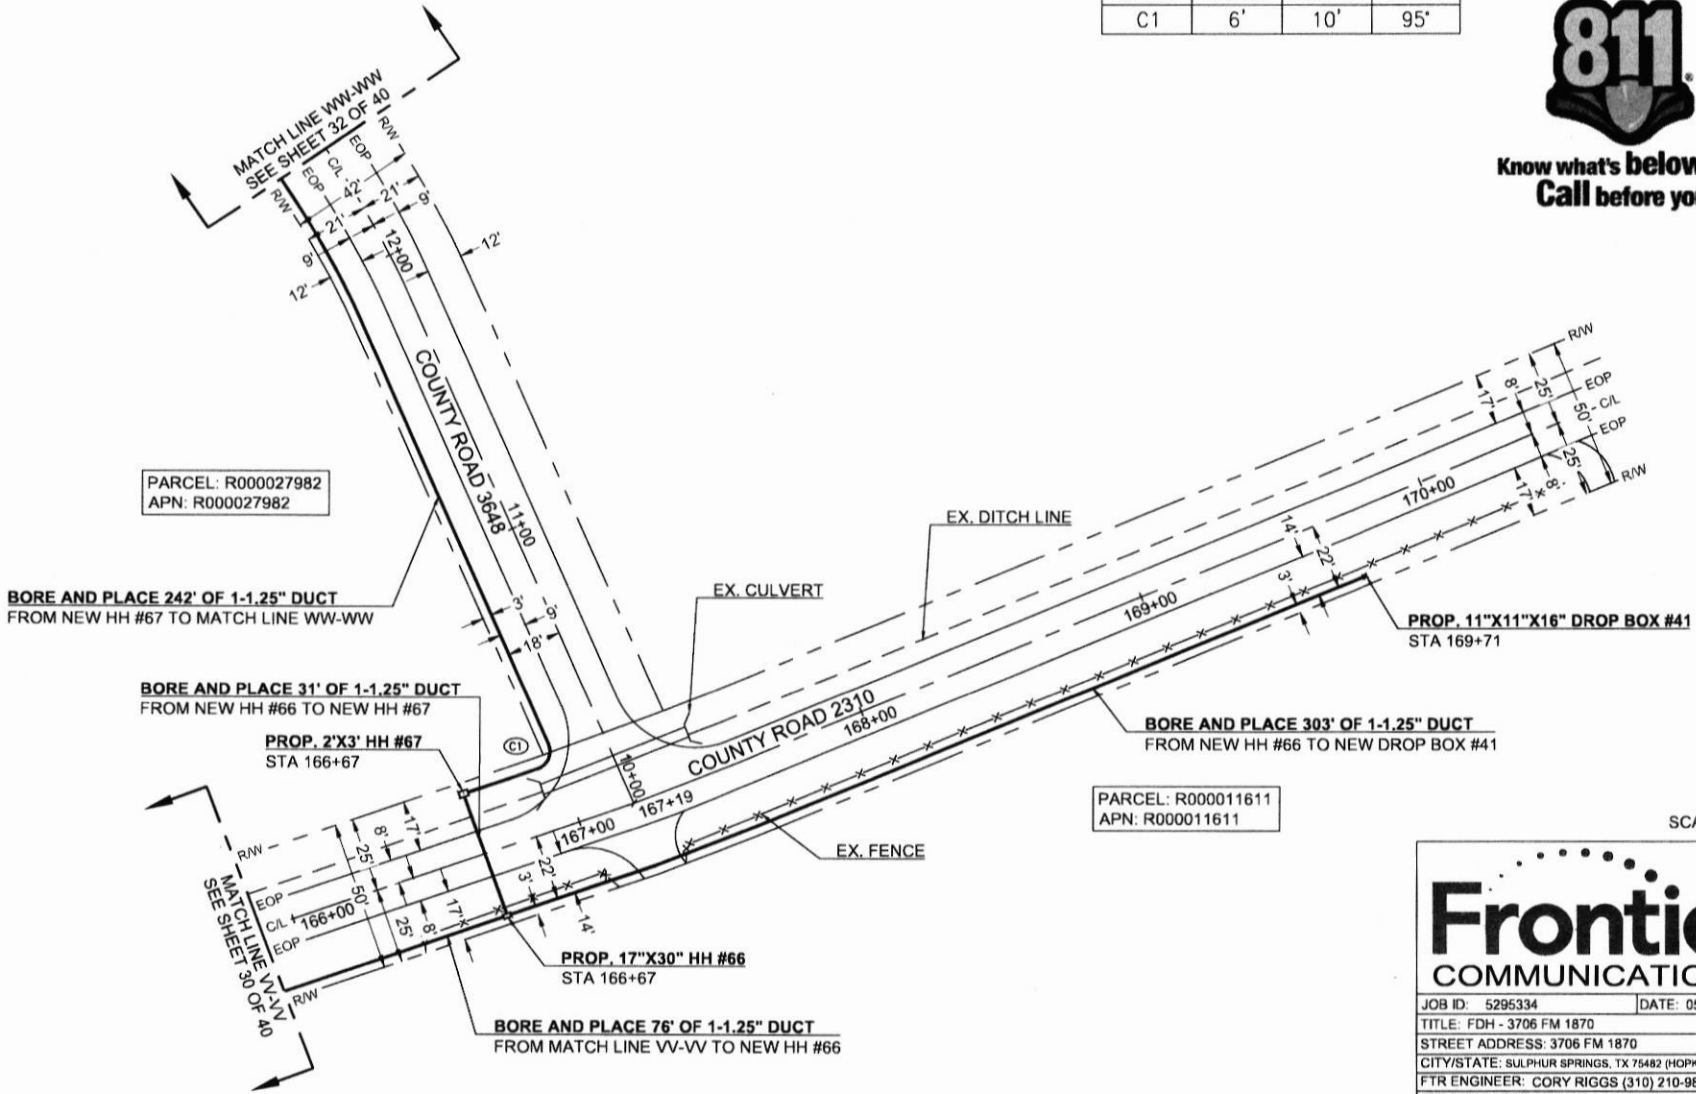 C1 6' 10' 95°
811
Know what's below
Call before you
MATCH LINE WW-WW
SEE SHEET 32 OF 40
R/W
EOP
C/L
EOP
R/W
42'
21'
21'
9'
9'
12'
12'
12+00
COUNTY ROAD 3648
11+00
PARCEL: R000027982
APN: R000027982
BORE AND PLACE 242' OF 1-1.25" DUCT
FROM NEW HH #67 TO MATCH LINE WW-WW
3'
9'
18'
BORE AND PLACE 31' OF 1-1.25" DUCT
FROM NEW HH #66 TO NEW HH #67
PROP. 2'X3' HH #67
STA 166+67
C1
EX. CULVERT
EX. DITCH LINE
R/W
EOP
C/L
EOP
R/W
17'
8'
25'
50'
25'
8'
17'
170+00
14'
22'
3'
169+00
PROP. 11"X11"X16" DROP BOX #41
STA 169+71
COUNTY ROAD 2310
168+00
BORE AND PLACE 303' OF 1-1.25" DUCT
FROM NEW HH #66 TO NEW DROP BOX #41
10+00
167+19
167+00
PARCEL: R000011611
APN: R000011611
EX. FENCE
R/W
EOP
C/L
EOP
R/W
166+00
17'
8'
25'
50'
25'
8'
17'
3'
22'
14'
MATCH LINE VV-VV
SEE SHEET 30 OF 40
PROP. 17"X30" HH #66
STA 166+67
BORE AND PLACE 76' OF 1-1.25" DUCT
FROM MATCH LINE VV-VV TO NEW HH #66
SCA
Frontie
COMMUNICATIO
JOB ID: 5295334 DATE: 05
TITLE: FDH - 3706 FM 1870
STREET ADDRESS: 3706 FM 1870
CITY/STATE: SULPHUR SPRINGS, TX 75482 (HOPK
FTR ENGINEER: CORY RIGGS (310) 210-98